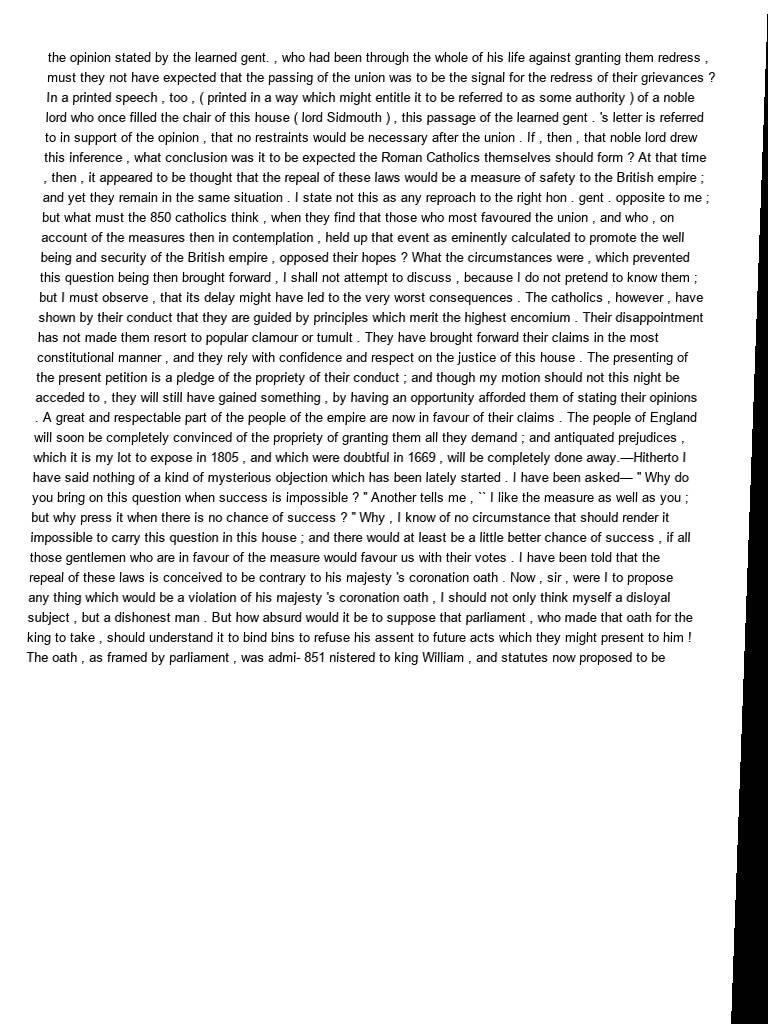 the opinion stated by the learned gent. , who had been through the whole of his life against granting them redress ,
must they not have expected that the passing of the union was to be the signal for the redress of their grievances ?
In a printed speech , too , ( printed in a way which might entitle it to be referred to as some authority ) of a noble
lord who once filled the chair of this house ( lord Sidmouth ) , this passage of the learned gent . 's letter is referred
to in support of the opinion , that no restraints would be necessary after the union . If , then , that noble lord drew
this inference , what conclusion was it to be expected the Roman Catholics themselves should form ? At that time
, then , it appeared to be thought that the repeal of these laws would be a measure of safety to the British empire ;
and yet they remain in the same situation . I state not this as any reproach to the right hon . gent . opposite to me ;
but what must the 850 catholics think , when they find that those who most favoured the union , and who , on
account of the measures then in contemplation , held up that event as eminently calculated to promote the well
being and security of the British empire , opposed their hopes ? What the circumstances were , which prevented
this question being then brought forward , I shall not attempt to discuss , because I do not pretend to know them ;
but I must observe , that its delay might have led to the very worst consequences . The catholics , however , have
shown by their conduct that they are guided by principles which merit the highest encomium . Their disappointment
has not made them resort to popular clamour or tumult . They have brought forward their claims in the most
constitutional manner , and they rely with confidence and respect on the justice of this house . The presenting of
the present petition is a pledge of the propriety of their conduct ; and though my motion should not this night be
acceded to , they will still have gained something , by having an opportunity afforded them of stating their opinions
. A great and respectable part of the people of the empire are now in favour of their claims . The people of England
will soon be completely convinced of the propriety of granting them all they demand ; and antiquated prejudices ,
which it is my lot to expose in 1805 , and which were doubtful in 1669 , will be completely done away.—Hitherto I
have said nothing of a kind of mysterious objection which has been lately started . I have been asked— " Why do
you bring on this question when success is impossible ? " Another tells me , `` I like the measure as well as you ;
but why press it when there is no chance of success ? " Why , I know of no circumstance that should render it
impossible to carry this question in this house ; and there would at least be a little better chance of success , if all
those gentlemen who are in favour of the measure would favour us with their votes . I have been told that the
repeal of these laws is conceived to be contrary to his majesty 's coronation oath . Now , sir , were I to propose
any thing which would be a violation of his majesty 's coronation oath , I should not only think myself a disloyal
subject , but a dishonest man . But how absurd would it be to suppose that parliament , who made that oath for the
king to take , should understand it to bind bins to refuse his assent to future acts which they might present to him !
The oath , as framed by parliament , was admi- 851 nistered to king William , and statutes now proposed to be